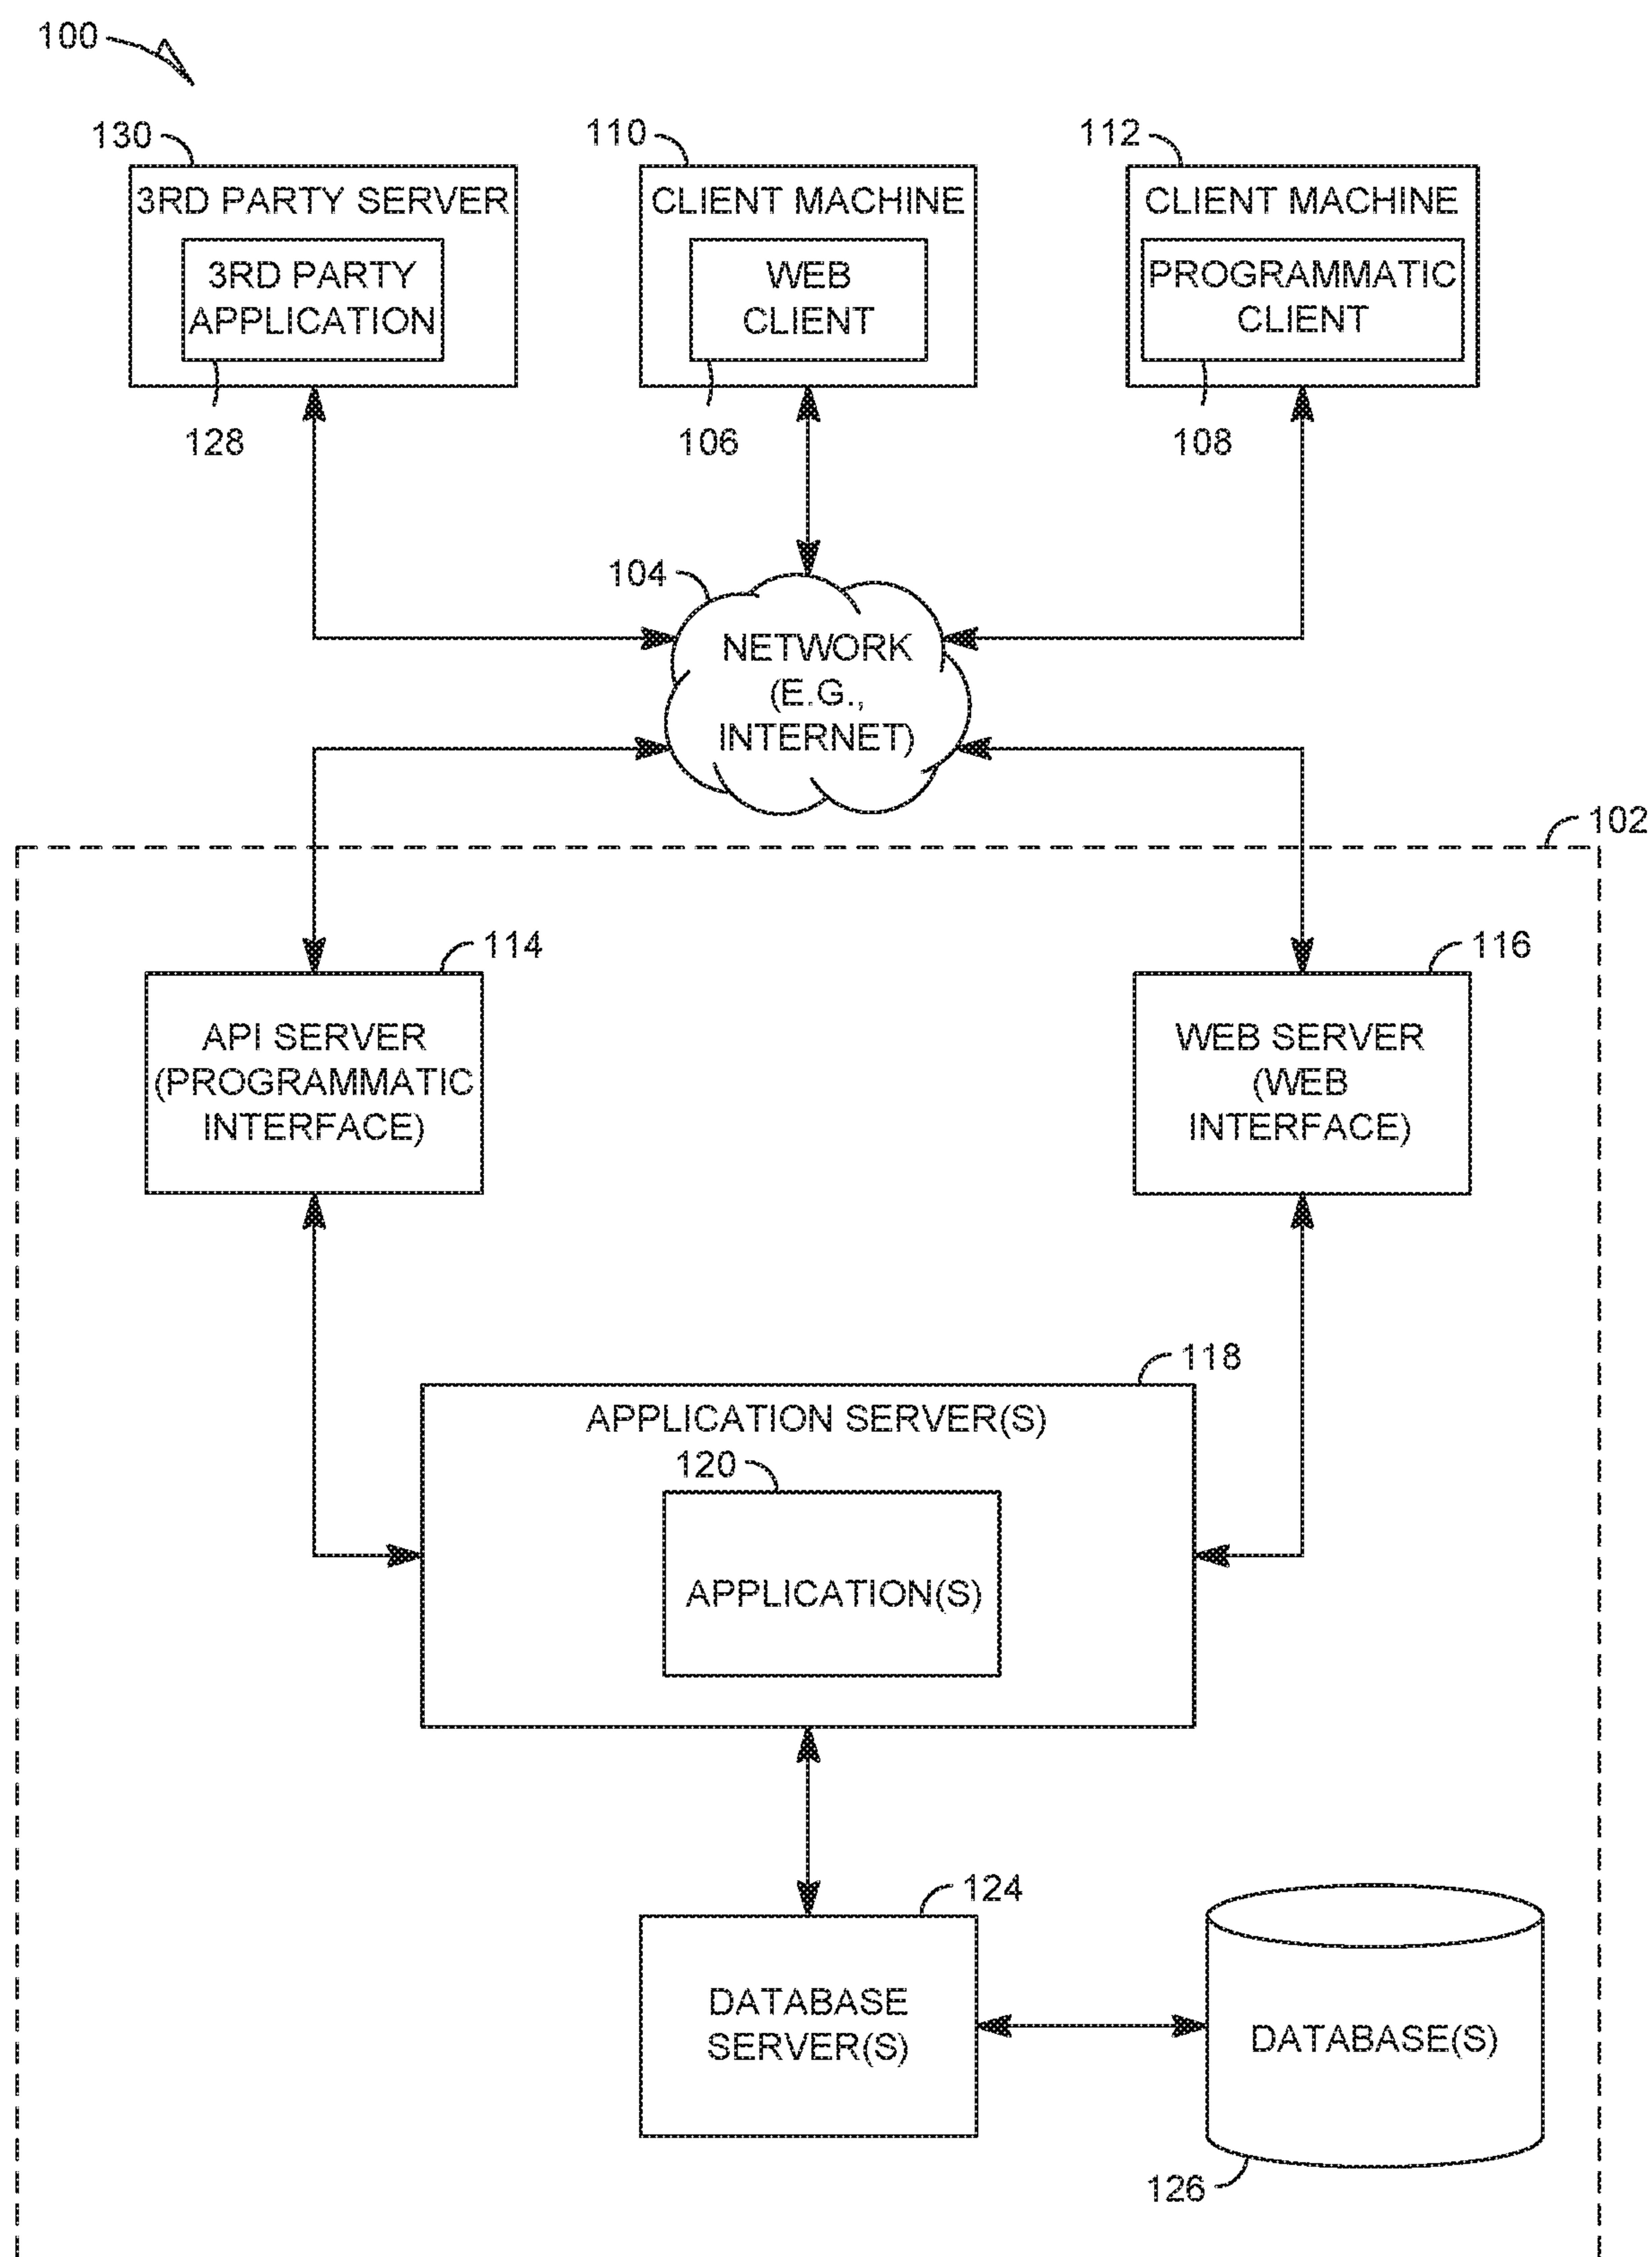 100
130
110
112
3RD PARTY SERVER
CLIENT MACHINE
CLIENT MACHINE
3RD PARTY
APPLICATION
WEB
CLIENT
PROGRAMMATIC
CLIENT
128
106
108
104
NETWORK
(E.G.,
INTERNET)
102
114
116
API SERVER
(PROGRAMMATIC
INTERFACE)
WEB SERVER
(WEB
INTERFACE)
118
APPLICATION SERVER(S)
120
APPLICATION(S)
124
DATABASE
SERVER(S)
DATABASE(S)
126